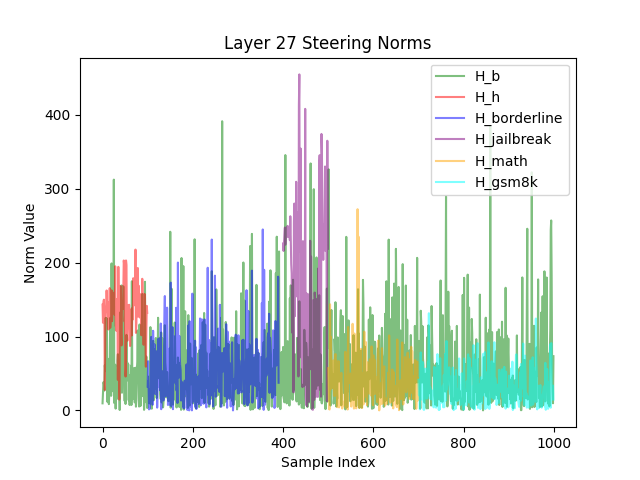 Layer 27 Steering Norms
H_b
H_h
H_borderline
H_jailbreak
H_math
H_gsm8k
Norm Value
400
300
200
100
0
0 200 400 600 800 1000
Sample Index